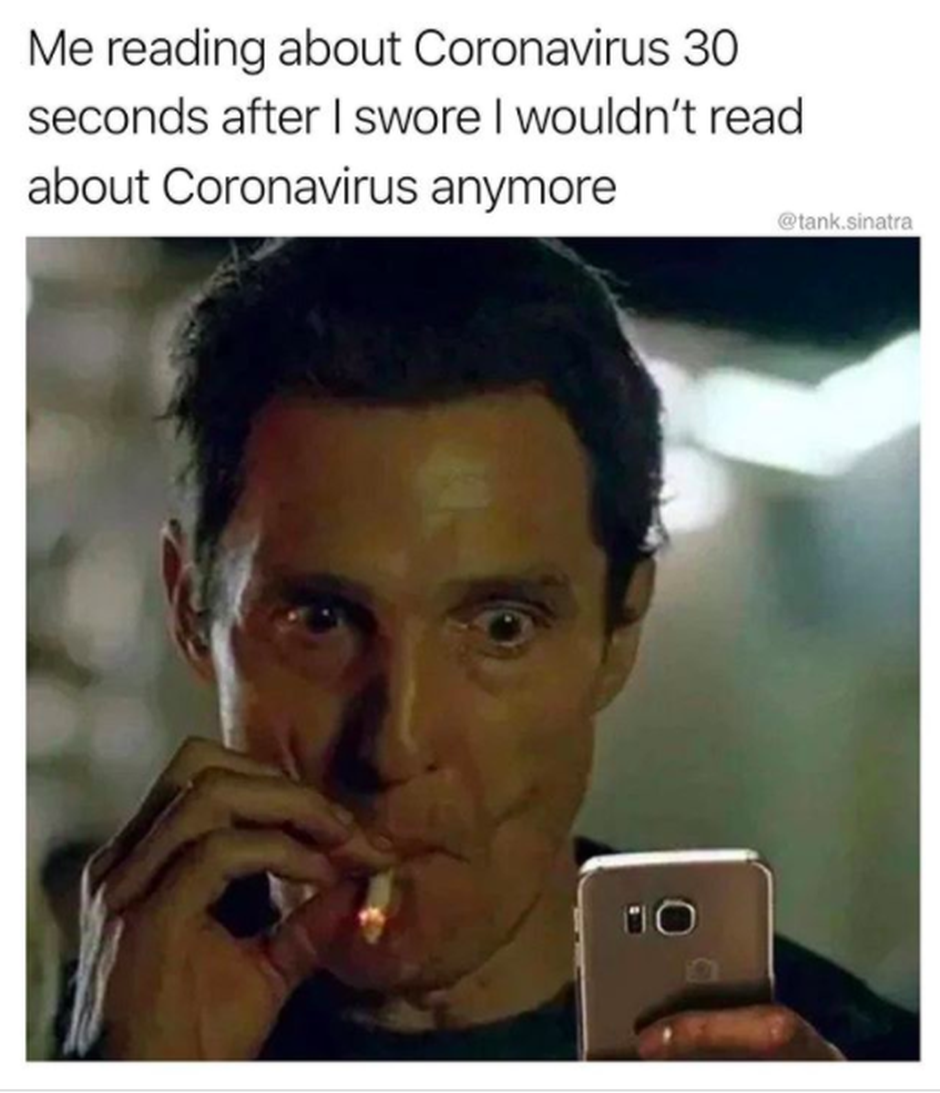 Me reading about Coronavirus 30
seconds after I swore I wouldn't read
about Coronavirus anymore
@tank.sinatra